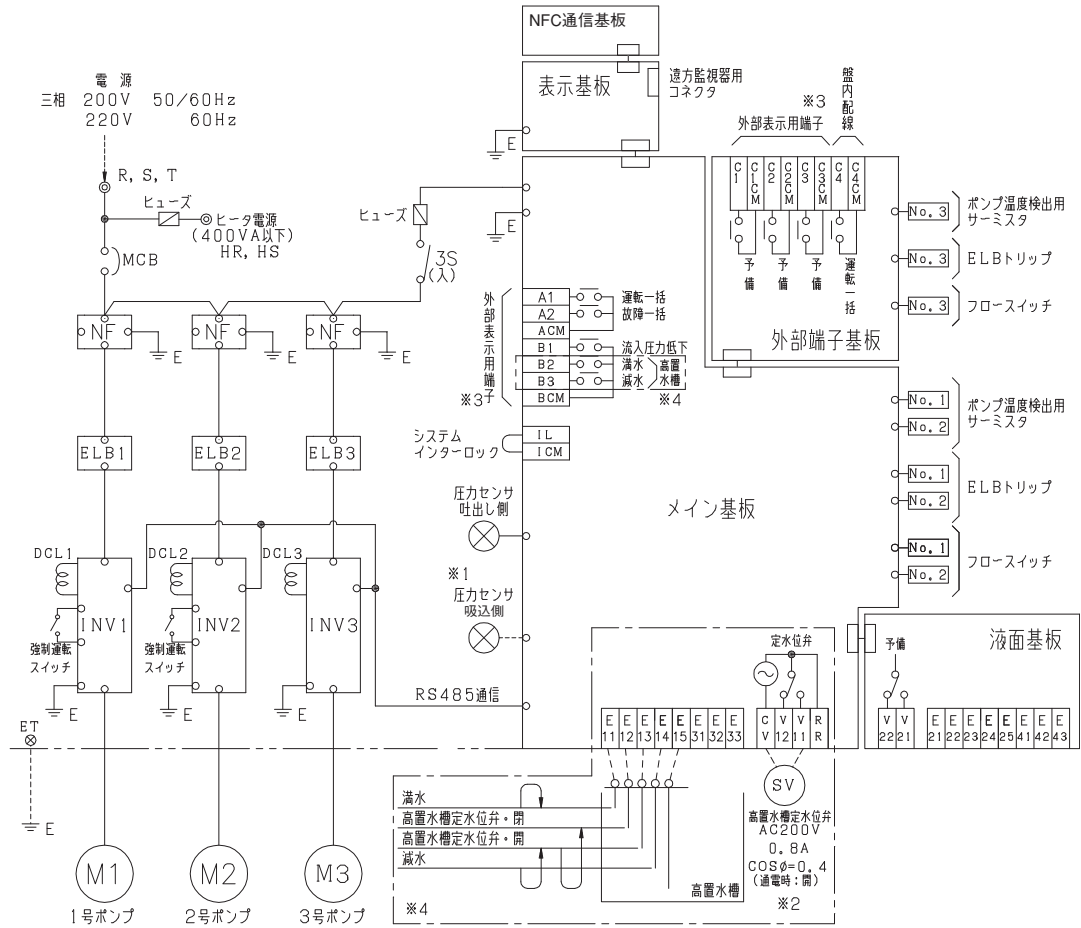 NFC通信基板
表示基板
遠方監視器用
コネクタ
E
電源
三相 200V 50/60Hz
220V 60Hz
R, S, T
ヒューズ
ヒータ電源
(400VA以下)
HR, HS
MCB
ヒューズ
3S
(入)
E
※3
外部表示用端子
盤内配線
C1
C1CM
C2
C2CM
C3
C3CM
C4
C4CM
予備
予備
予備
運転一括
外部端子基板
No.3
ポンプ温度検出用
サーミスタ
No.3
ELBトリップ
No.3
フロースイッチ
NF
E
NF
E
NF
E
外部表示用端子
※3
A1
A2
ACM
B1
B2
B3
BCM
運転一括
故障一括
流入圧力低下
満水
減水
高置
水槽
※4
システム
インターロック
IL
ICM
メイン基板
No.1
No.2
ポンプ温度検出用
サーミスタ
No.1
No.2
ELBトリップ
No.1
No.2
フロースイッチ
ELB1
ELB2
ELB3
圧力センサ
吐出し側
※1
圧力センサ
吸込側
DCL1
DCL2
DCL3
INV1
INV2
INV3
強制運転
スイッチ
強制運転
スイッチ
E
E
E
RS485通信
ET
E
定水位弁
E11
E12
E13
E14
E15
E31
E32
E33
CV
V12
V11
RR
予備
液面基板
V22
V21
E21
E22
E23
E24
E25
E41
E42
E43
SV
高置水槽定水位弁
AC200V
0.8A
COSφ=0.4
(通電時:開)
※2
満水
高置水槽定水位弁・閉
高置水槽定水位弁・開
減水
高置水槽
※4
M1
M2
M3
1号ポンプ
2号ポンプ
3号ポンプ